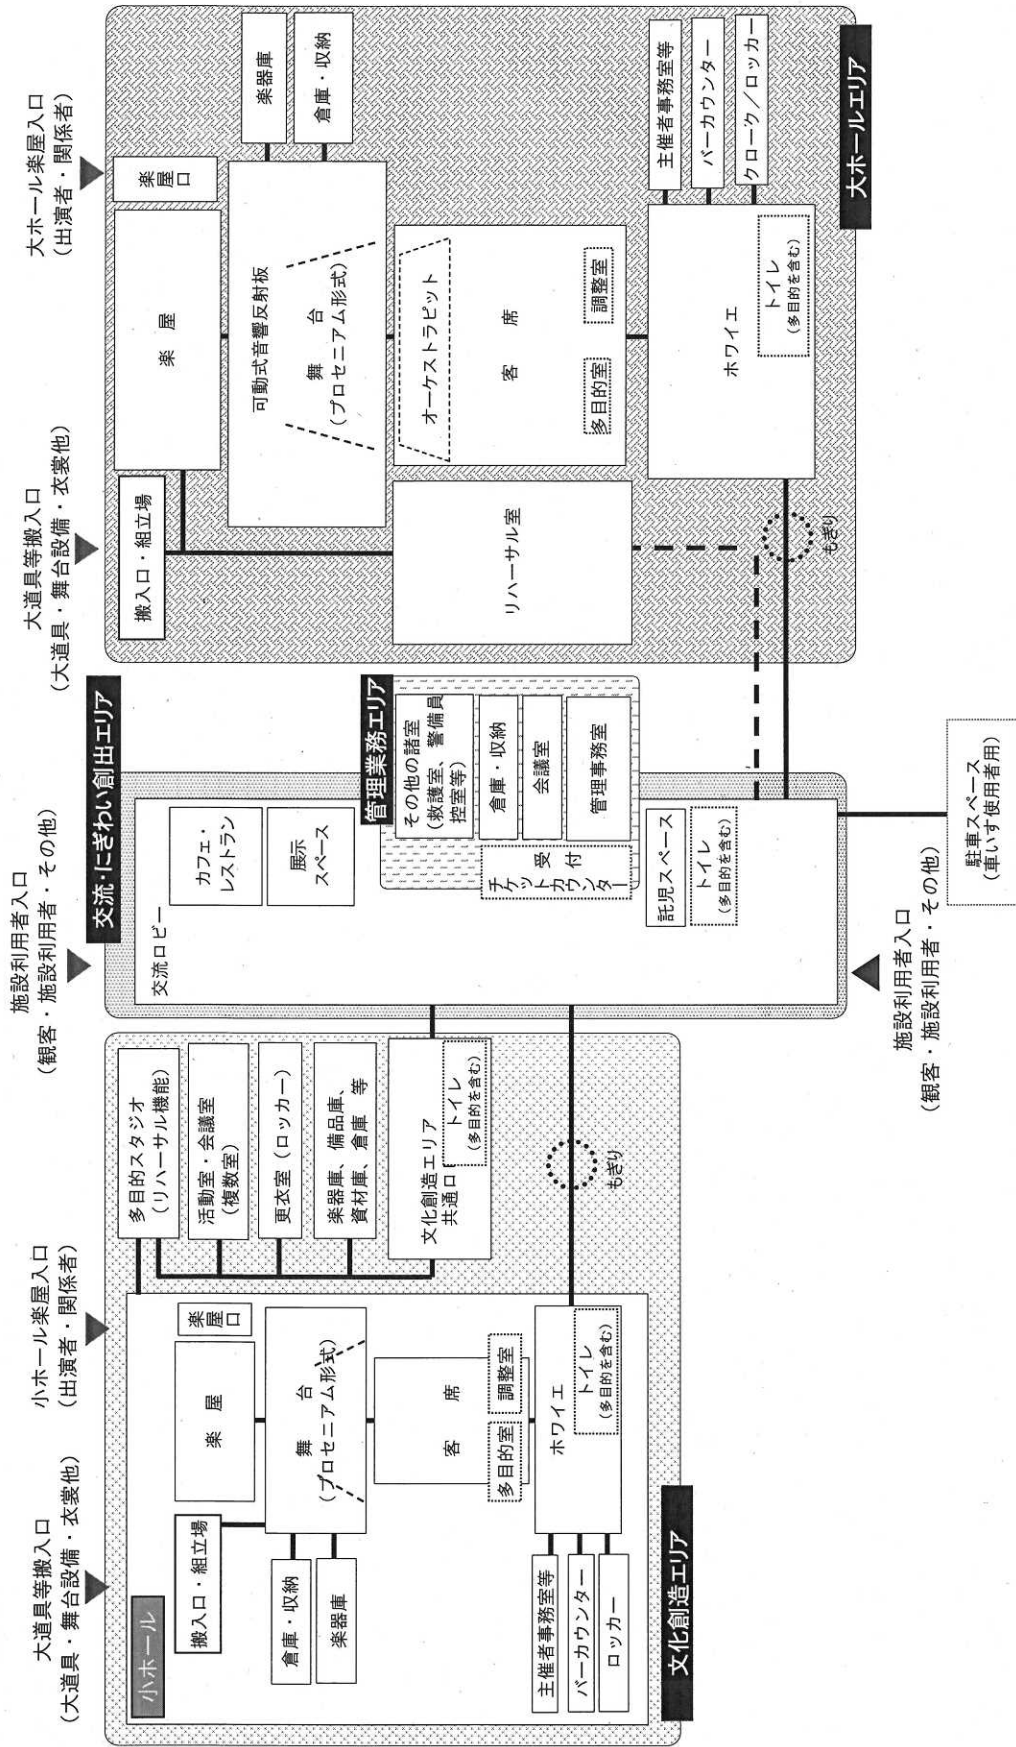 大道具等搬入口
(大道具・舞台設備・衣裳他)
小ホール楽屋入口
(出演者・関係者)
施設利用者入口
(観客・施設利用者・その他)
大道具等搬入口
(大道具・舞台設備・衣裳他)
大ホール楽屋入口
(出演者・関係者)
小ホール
搬入口・組立場
楽 屋
楽屋口
倉庫・収納
楽器庫
舞 台
(プロセニアム形式)
客 席
多目的室
調整室
ホワイエ
トイレ
(多目的を含む)
主催者事務室等
バーカウンター
ロッカー
多目的スタジオ
(リハーサル機能)
活動室・会議室
(複数室)
更衣室(ロッカー)
楽器庫、備品庫、
資材庫、倉庫 等
文化創造エリア
共通ロ
トイレ
(多目的を含む)
もぎり
文化創造エリア
交流・にぎわい創出エリア
交流ロビー
カフェ・
レストラン
展示
スペース
管理業務エリア
その他の諸室
(救護室、警備員
控室等)
倉庫・収納
会議室
管理事務室
受 付
チケットカウンター
託児スペース
トイレ
(多目的を含む)
施設利用者入口
(観客・施設利用者・その他)
駐車スペース
(車いす使用者用)
搬入口・組立場
楽 屋
楽屋口
可動式音響反射板
舞 台
(プロセニアム形式)
楽器庫
倉庫・収納
リハーサル室
オーケストラピット
客 席
多目的室
調整室
ホワイエ
トイレ
(多目的を含む)
主催者事務室等
バーカウンター
クローク/ロッカー
もぎり
大ホールエリア